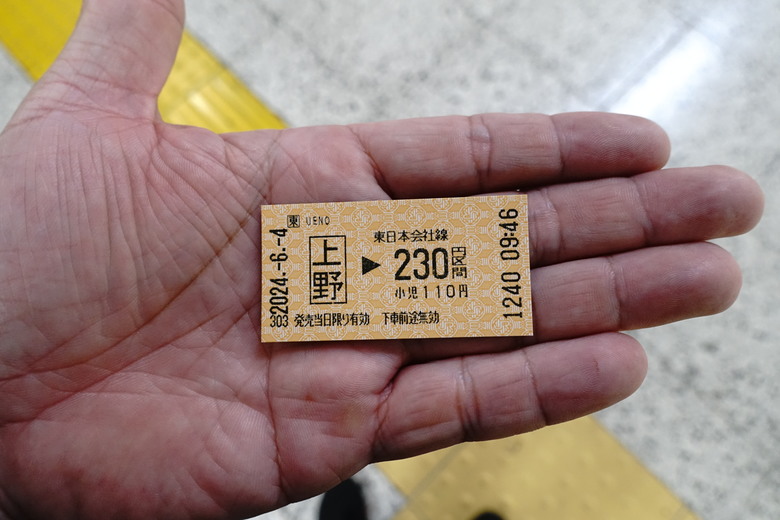 東 UENO
東日本会社線
上野 ▶ 230円区間
小児110円
発売当日限り有効 下車前途無効
2024.-6.-4
303
1240 09:46